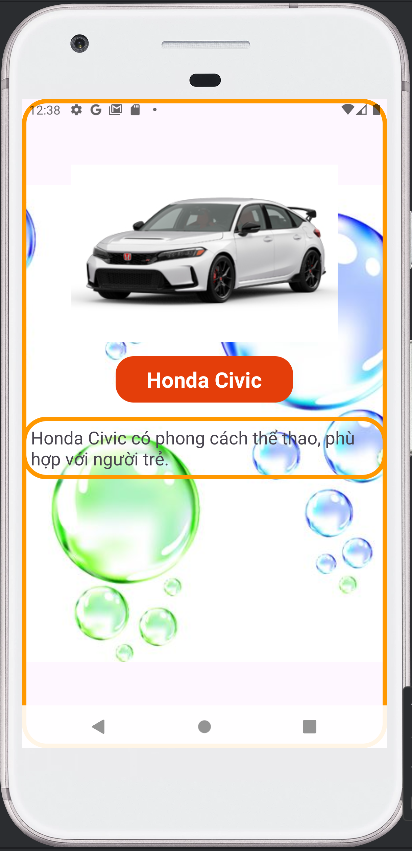 12:38
Honda Civic
Honda Civic có phong cách thể thao, phù
hợp với người trẻ.